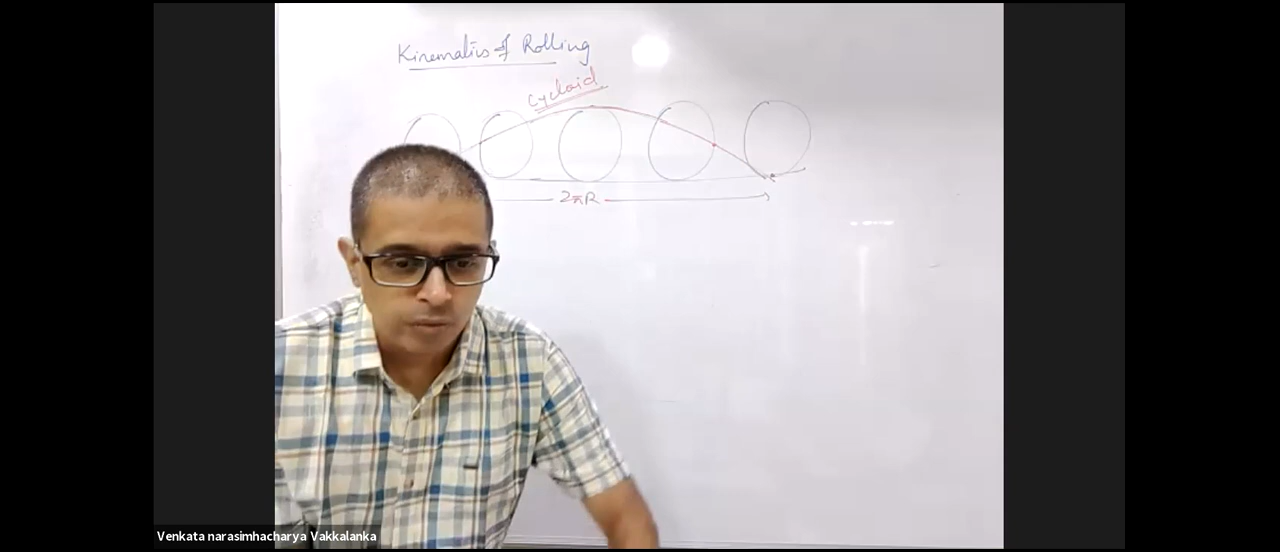 Kinematics of Rolling
Cycloid
2πR
Venkata narasimhacharya Vakkalanka